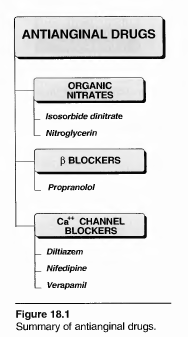 ANTIANGINAL DRUGS
ORGANIC
NITRATES
Isosorbide dinitrate
Nitroglycerin
β BLOCKERS
Propranolol
Ca⁺⁺ CHANNEL
BLOCKERS
Diltiazem
Nifedipine
Verapamil
Figure 18.1
Summary of antianginal drugs.